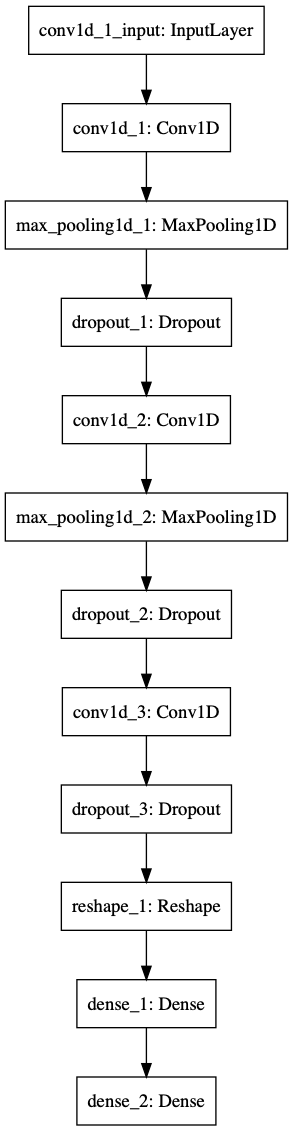 conv1d_1_input: InputLayer
conv1d_1: Conv1D
max_pooling1d_1: MaxPooling1D
dropout_1: Dropout
conv1d_2: Conv1D
max_pooling1d_2: MaxPooling1D
dropout_2: Dropout
conv1d_3: Conv1D
dropout_3: Dropout
reshape_1: Reshape
dense_1: Dense
dense_2: Dense